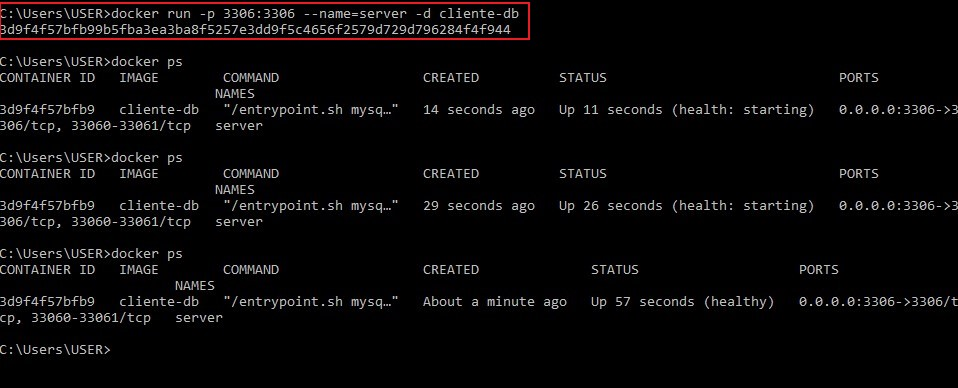 C:\Users\USER>docker run -p 3306:3306 --name=server -d cliente-db
3d9f4f57bfb99b5fba3ea3ba8f5257e3dd9f5c4656f2579d729d796284f4f944
C:\Users\USER>docker ps
CONTAINER ID   IMAGE        COMMAND                  CREATED          STATUS                             PORTS
                           NAMES
3d9f4f57bfb9   cliente-db   "/entrypoint.sh mysq…"   14 seconds ago   Up 11 seconds (health: starting)   0.0.0.0:3306->3
306/tcp, 33060-33061/tcp   server
C:\Users\USER>docker ps
CONTAINER ID   IMAGE        COMMAND                  CREATED          STATUS                             PORTS
                           NAMES
3d9f4f57bfb9   cliente-db   "/entrypoint.sh mysq…"   29 seconds ago   Up 26 seconds (health: starting)   0.0.0.0:3306->3
306/tcp, 33060-33061/tcp   server
C:\Users\USER>docker ps
CONTAINER ID   IMAGE        COMMAND                  CREATED              STATUS                    PORTS
                      NAMES
3d9f4f57bfb9   cliente-db   "/entrypoint.sh mysq…"   About a minute ago   Up 57 seconds (healthy)   0.0.0.0:3306->3306/t
cp, 33060-33061/tcp   server
C:\Users\USER>